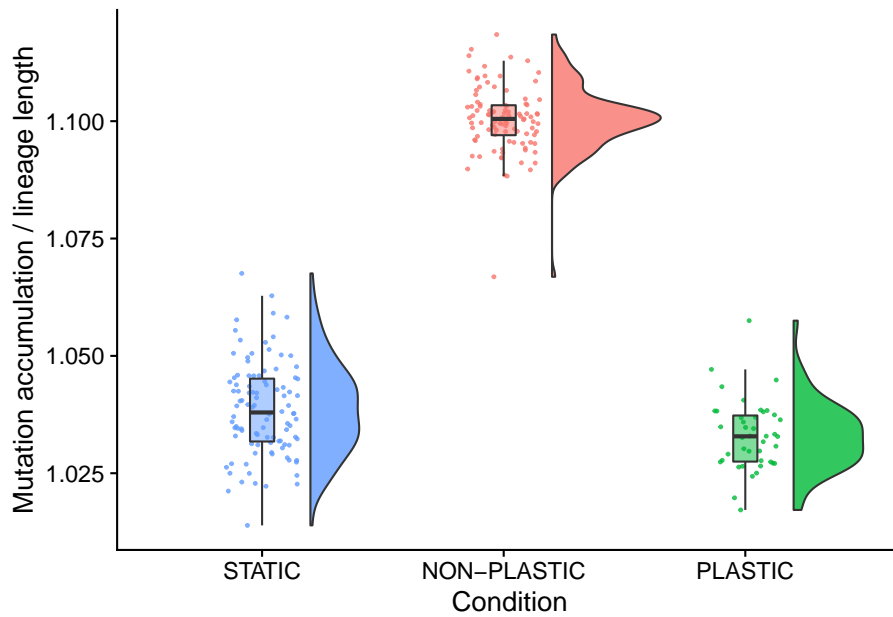 Mutation accumulation / lineage length
1.100
1.075
1.050
1.025
STATIC
NON−PLASTIC
PLASTIC
Condition